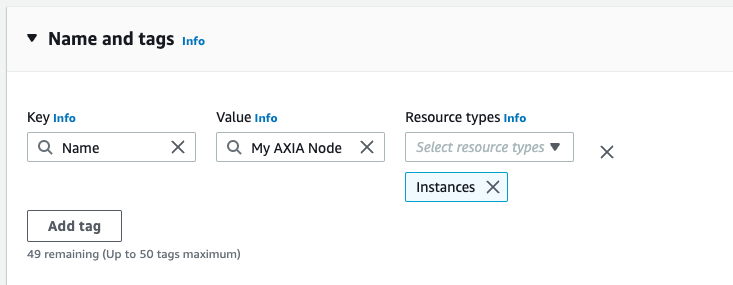 Name and tags Info
Key Info Value Info Resource types Info
Name My AXIA Node Select resource types
Instances
Add tag
49 remaining (Up to 50 tags maximum)